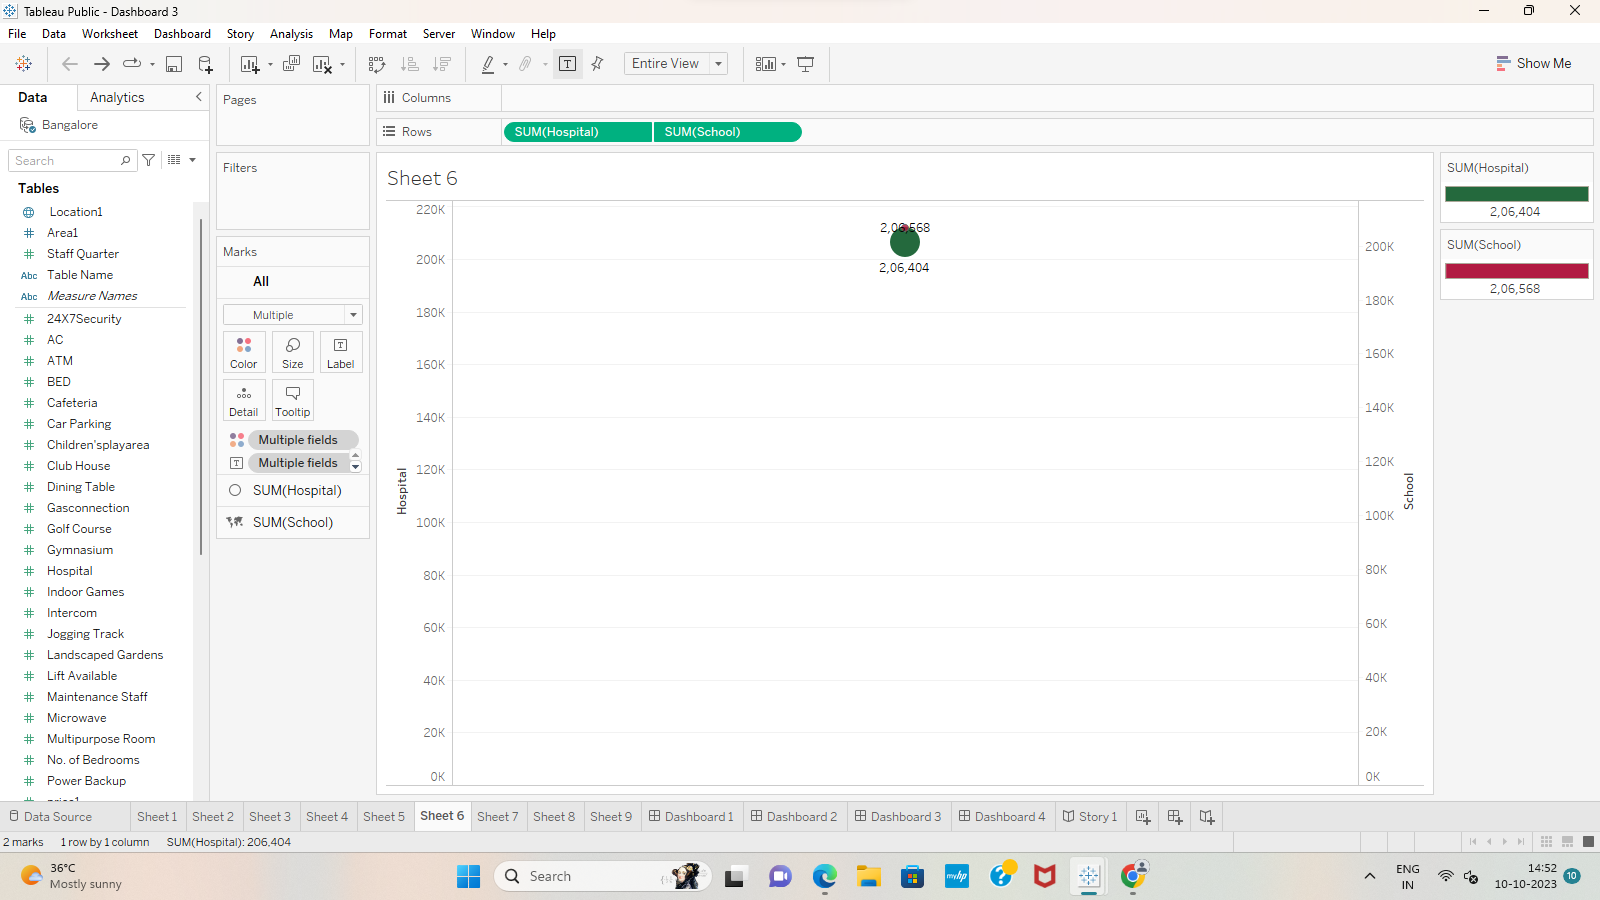 Tableau Public - Dashboard 3
File Data Worksheet Dashboard Story Analysis Map Format Server Window Help
Entire View
Show Me
Data Analytics
Bangalore
Search
Tables
Location1
Area1
Staff Quarter
Abc Table Name
Abc Measure Names
24X7Security
AC
ATM
BED
Cafeteria
Car Parking
Children'splayarea
Club House
Dining Table
Gasconnection
Golf Course
Gymnasium
Hospital
Indoor Games
Intercom
Jogging Track
Landscaped Gardens
Lift Available
Maintenance Staff
Microwave
Multipurpose Room
No. of Bedrooms
Power Backup
Pages
Filters
Marks
All
Multiple
Color Size Label
Detail Tooltip
Multiple fields
Multiple fields
SUM(Hospital)
SUM(School)
Columns
Rows SUM(Hospital) SUM(School)
Sheet 6
220K
200K
180K
160K
140K
120K
100K
80K
60K
40K
20K
0K
Hospital
2,06,568
2,06,404
200K
180K
160K
140K
120K
100K
80K
60K
40K
20K
0K
School
SUM(Hospital)
2,06,404
SUM(School)
2,06,568
Data Source Sheet 1 Sheet 2 Sheet 3 Sheet 4 Sheet 5 Sheet 6 Sheet 7 Sheet 8 Sheet 9 Dashboard 1 Dashboard 2 Dashboard 3 Dashboard 4 Story 1
2 marks 1 row by 1 column SUM(Hospital): 206,404
36°C
Mostly sunny
Search
myhp
ENG
IN
14:52
10-10-2023
10